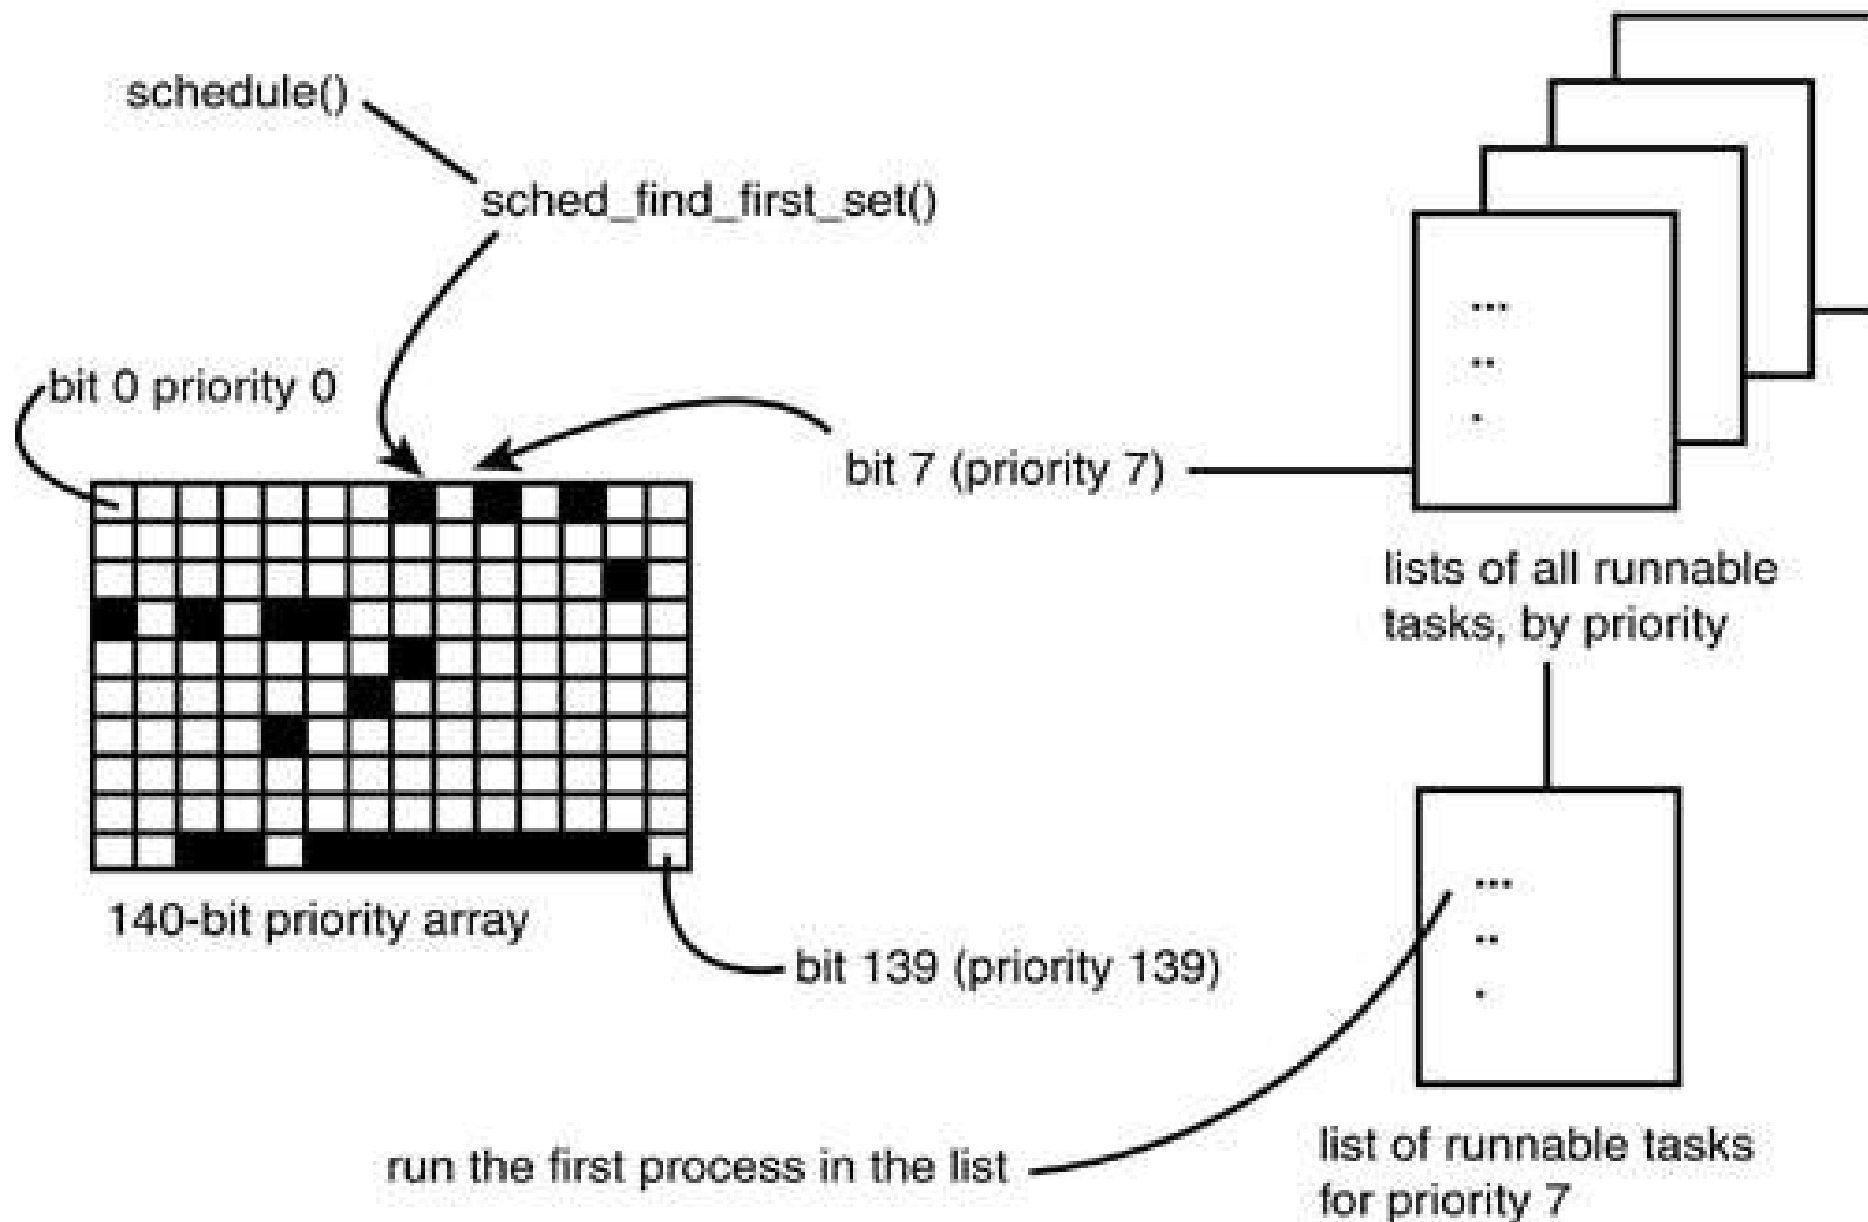 schedule()
sched_find_first_set()
bit 0 priority 0
bit 7 (priority 7)
lists of all runnable
tasks, by priority
140-bit priority array
bit 139 (priority 139)
run the first process in the list
list of runnable tasks
for priority 7